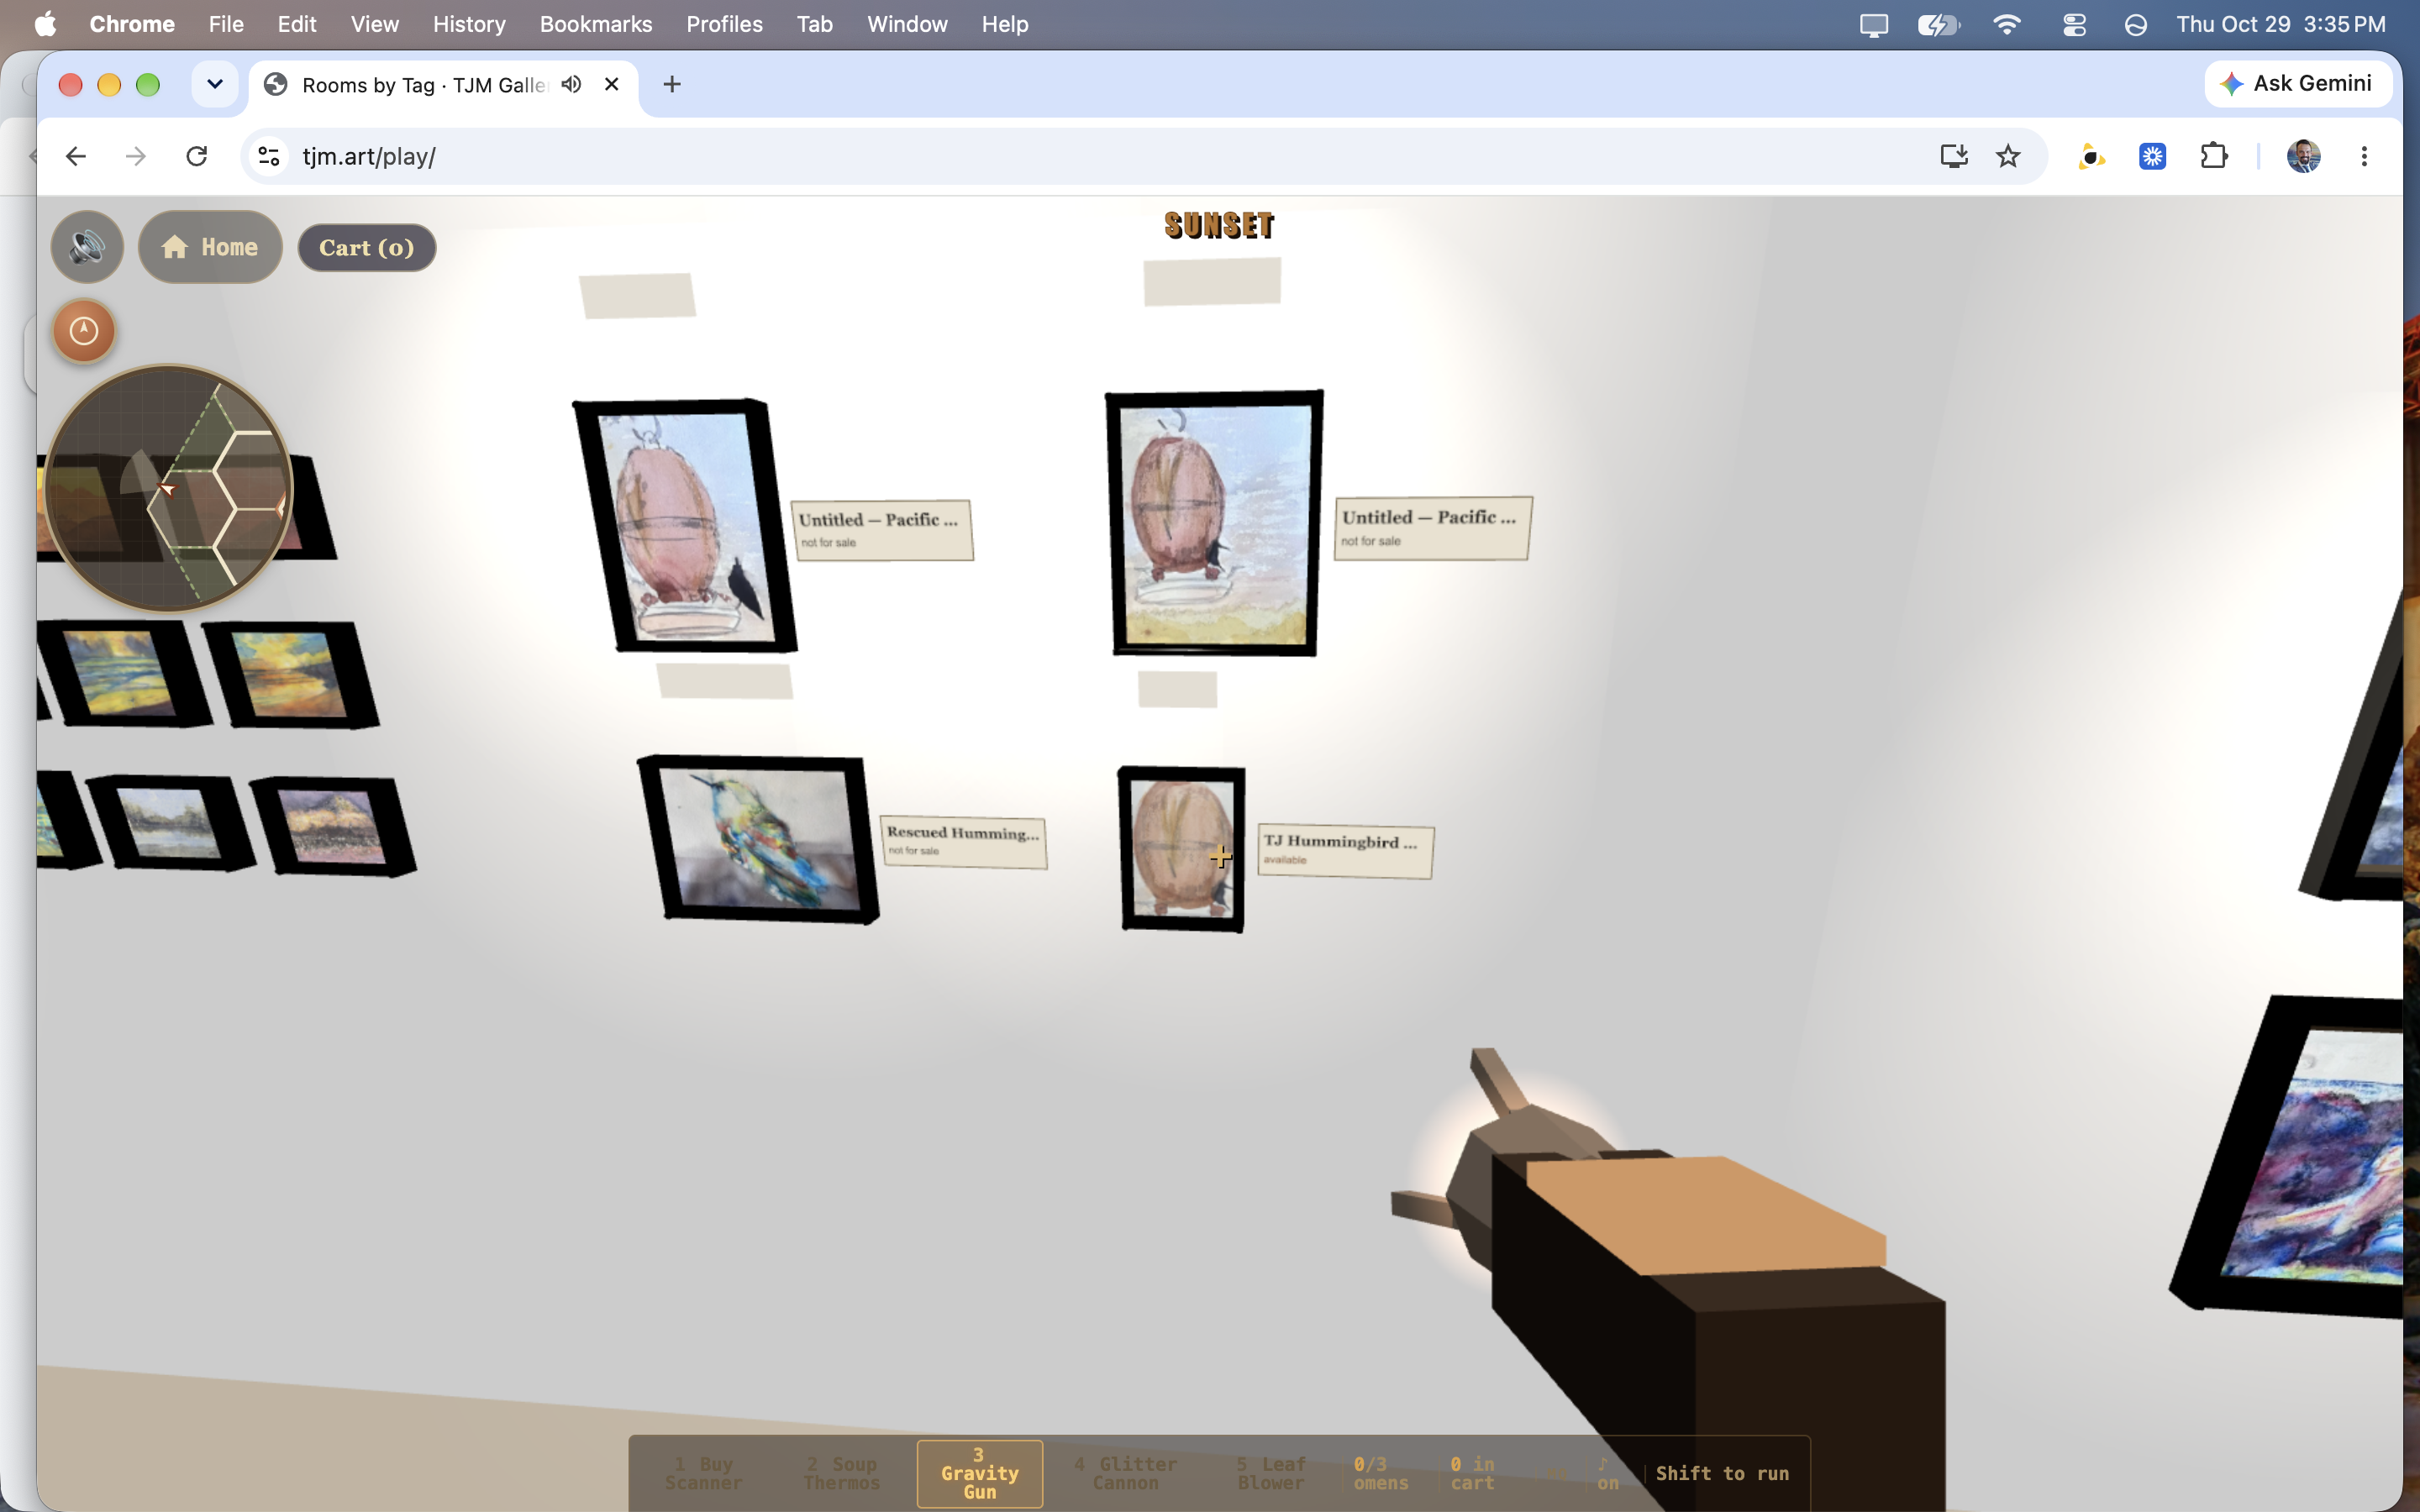 Chrome File Edit View History Bookmarks Profiles Tab Window Help Thu Oct 29 3:35 PM
Rooms by Tag · TJM Galle
Ask Gemini
tjm.art/play/
Home
Cart (0)
SUNSET
Untitled — Pacific ...
not for sale
Untitled — Pacific ...
not for sale
Rescued Humming...
not for sale
TJ Hummingbird ...
available
1 Buy
Scanner
2 Soup
Thermos
3
Gravity
Gun
4 Glitter
Cannon
5 Leaf
Blower
0/3
omens
0 in
cart
♪
on
Shift to run